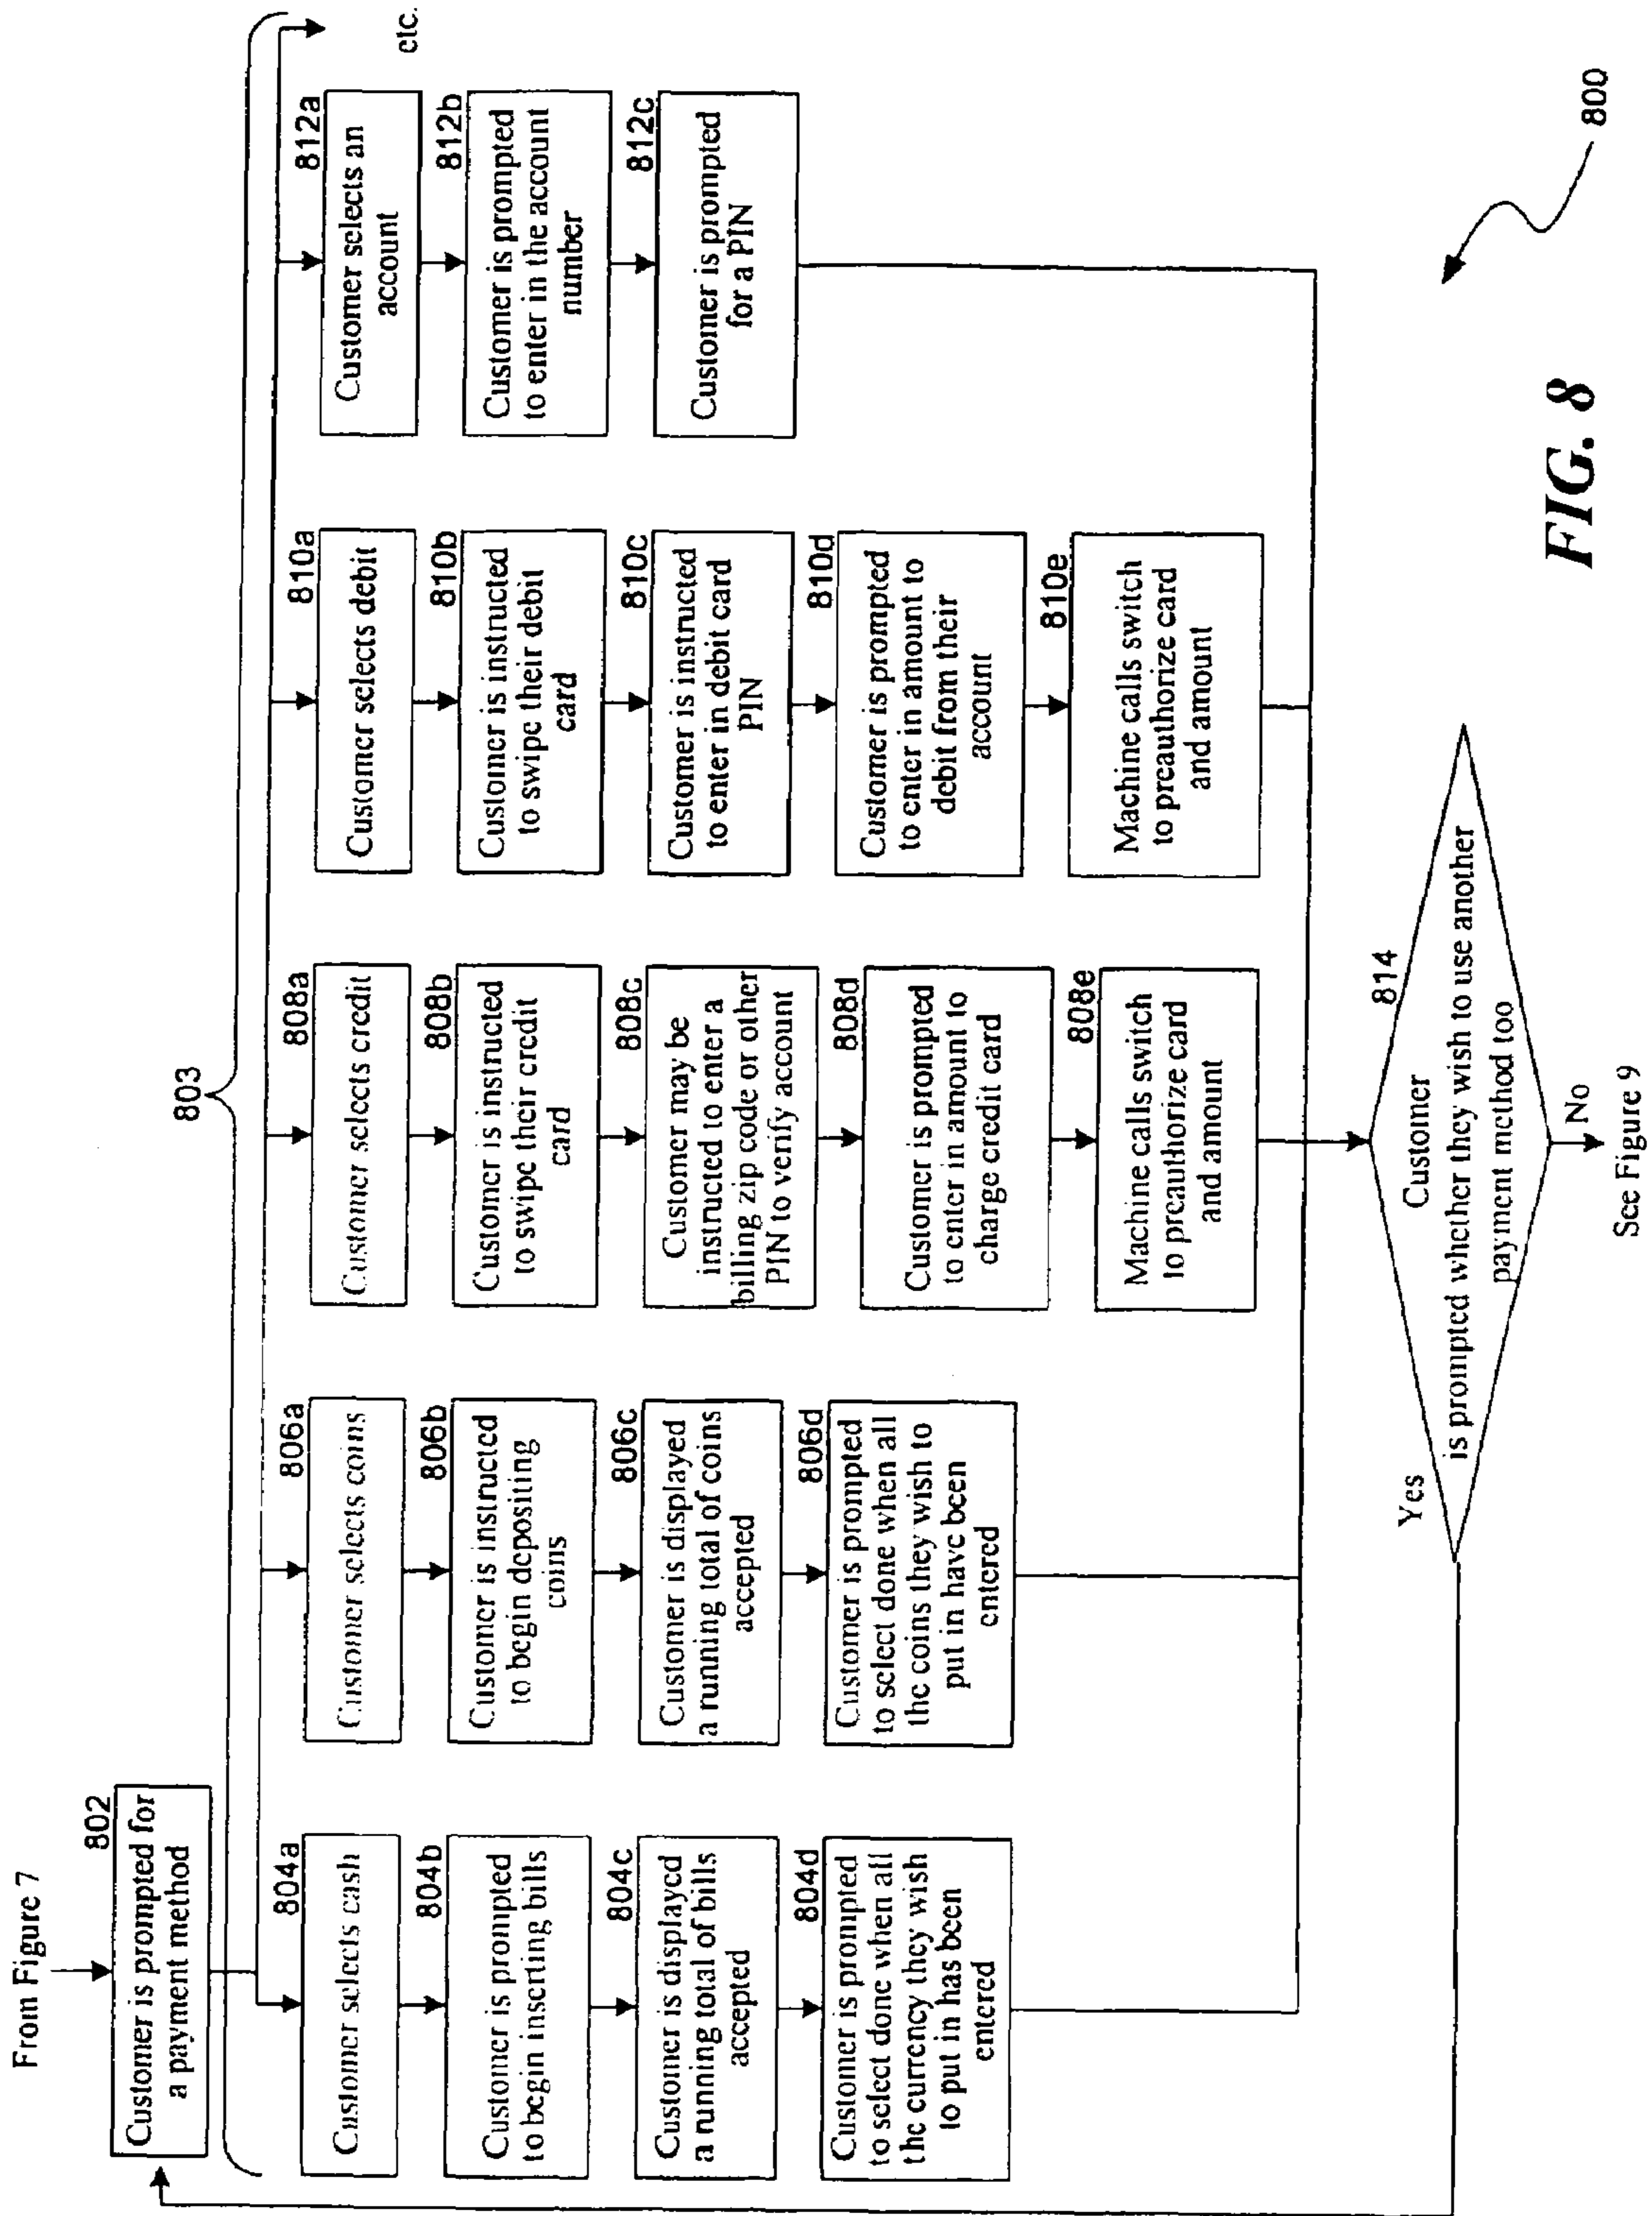 From Figure 7
802
Customer is prompted for
a payment method
803
804a
Customer selects cash
804b
Customer is prompted
to begin inserting bills
804c
Customer is displayed
a running total of bills
accepted
804d
Customer is prompted
to select done when all
the currency they wish
to put in has been
entered
806a
Customer selects coins
806b
Customer is instructed
to begin depositing
coins
806c
Customer is displayed
a running total of coins
accepted
806d
Customer is prompted
to select done when all
the coins they wish to
put in have been
entered
808a
Customer selects credit
808b
Customer is instructed
to swipe their credit
card
808c
Customer may be
instructed to enter a
billing zip code or other
PIN to verify account
808d
Customer is prompted
to enter in amount to
charge credit card
808e
Machine calls switch
to preauthorize card
and amount
810a
Customer selects debit
810b
Customer is instructed
to swipe their debit
card
810c
Customer is instructed
to enter in debit card
PIN
810d
Customer is prompted
to enter in amount to
debit from their
account
810e
Machine calls switch
to preauthorize card
and amount
812a
Customer selects an
account
812b
Customer is prompted
to enter in the account
number
812c
Customer is prompted
for a PIN
etc.
814
Customer
is prompted whether they wish to use another
payment method too
Yes
No
See Figure 9
800
FIG. 8